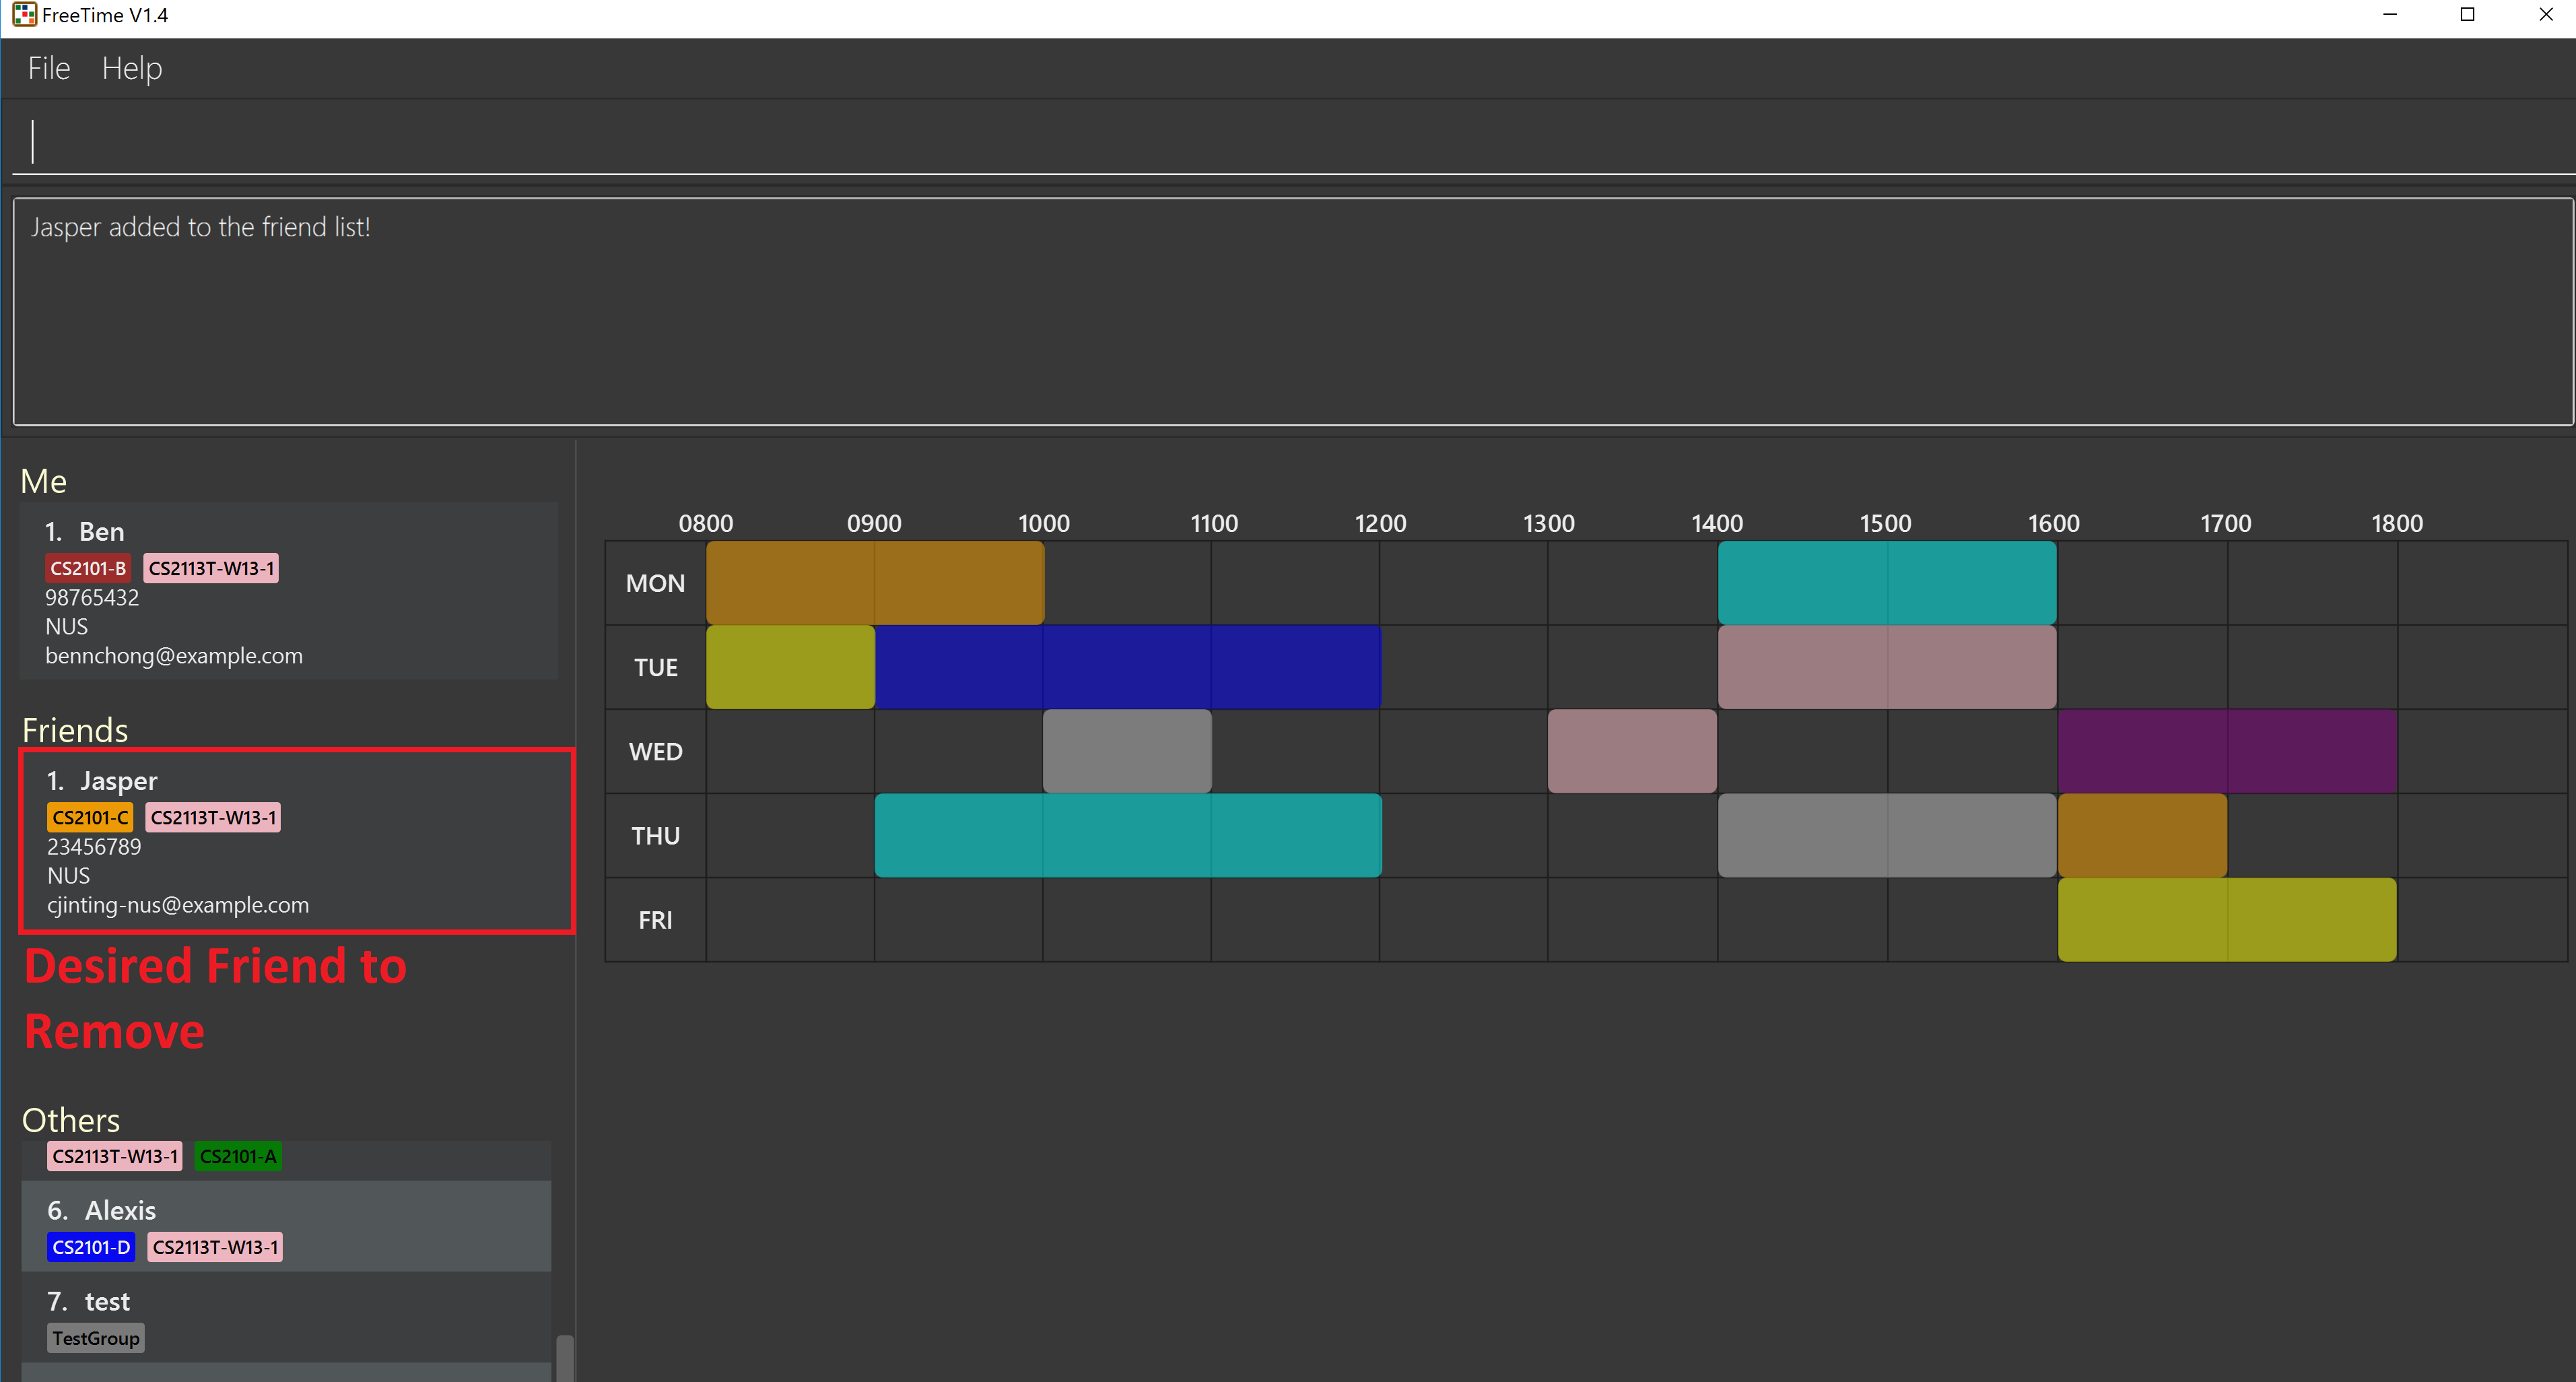 FreeTime V1.4
File Help
Jasper added to the friend list!
Me
1. Ben
CS2101-B CS2113T-W13-1
98765432
NUS
bennchong@example.com
Friends
1. Jasper
CS2101-C CS2113T-W13-1
23456789
NUS
cjinting-nus@example.com
Desired Friend to
Remove
Others
CS2113T-W13-1 CS2101-A
6. Alexis
CS2101-D CS2113T-W13-1
7. test
TestGroup
0800 0900 1000 1100 1200 1300 1400 1500 1600 1700 1800
MON
TUE
WED
THU
FRI